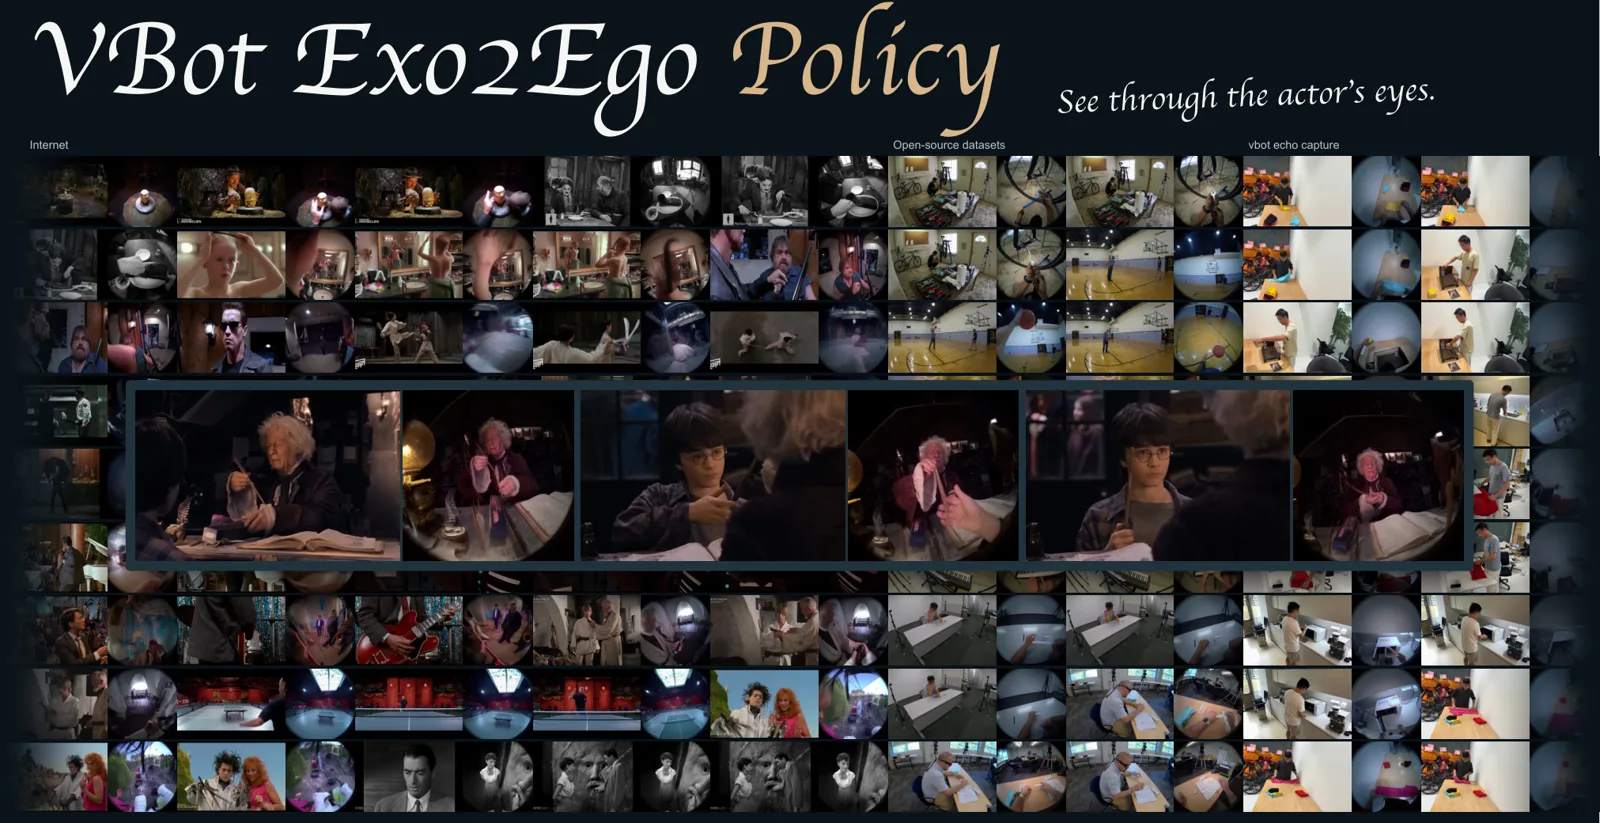 VBot Exo2Ego Policy
See through the actor's eyes.
Internet
Open-source datasets
vbot echo capture